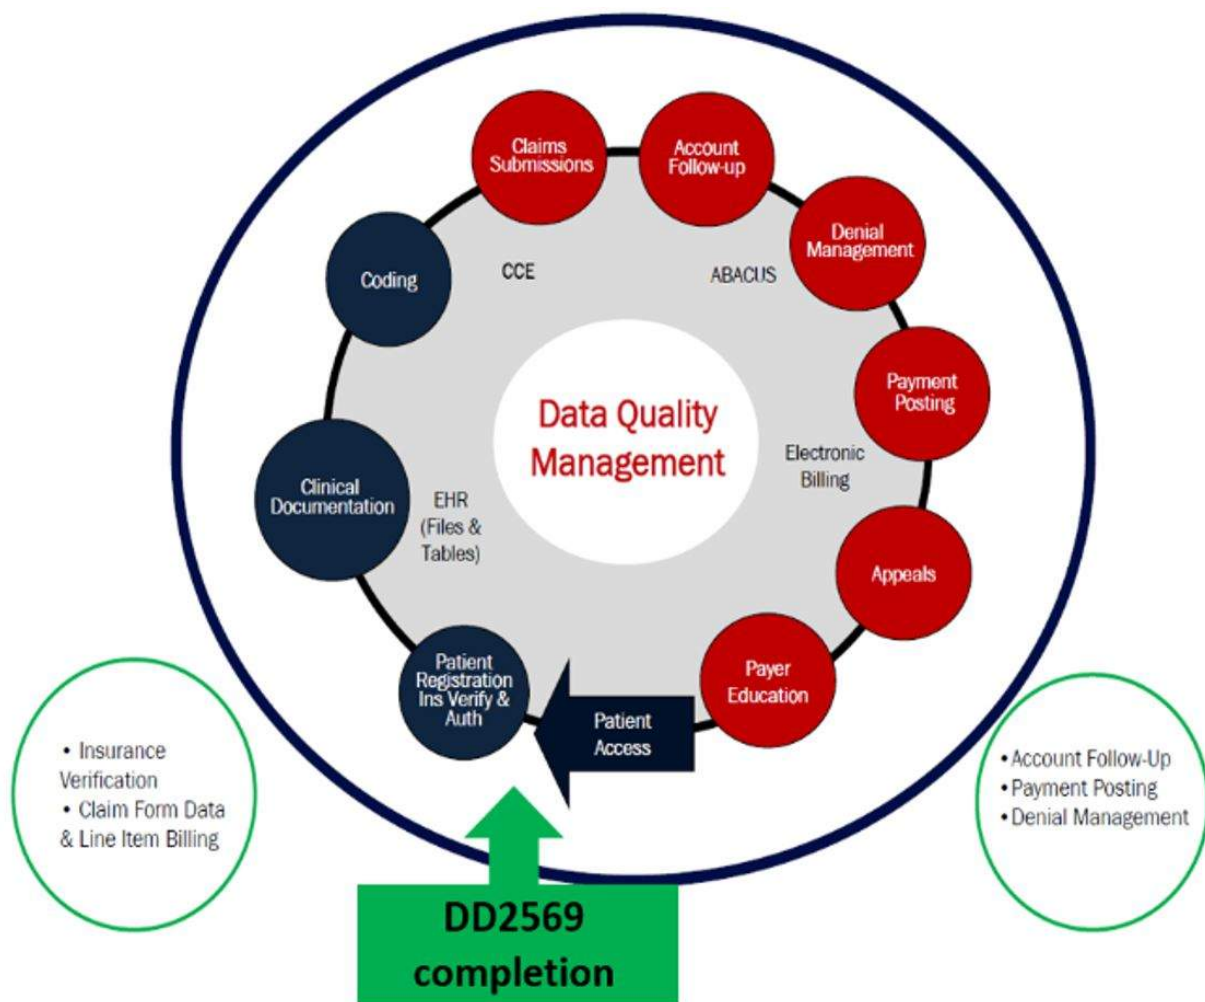 Claims
Submissions
Account
Follow-up
Denial
Management
Coding
CCE
ABACUS
Payment
Posting
Data Quality
Management
Electronic
Billing
Clinical
Documentation
EHR
(Files &
Tables)
Appeals
Patient
Registration
Ins Verify &
Auth
Patient
Access
Payer
Education
• Insurance
Verification
• Claim Form Data
& Line Item Billing
• Account Follow-Up
• Payment Posting
• Denial Management
DD2569
completion